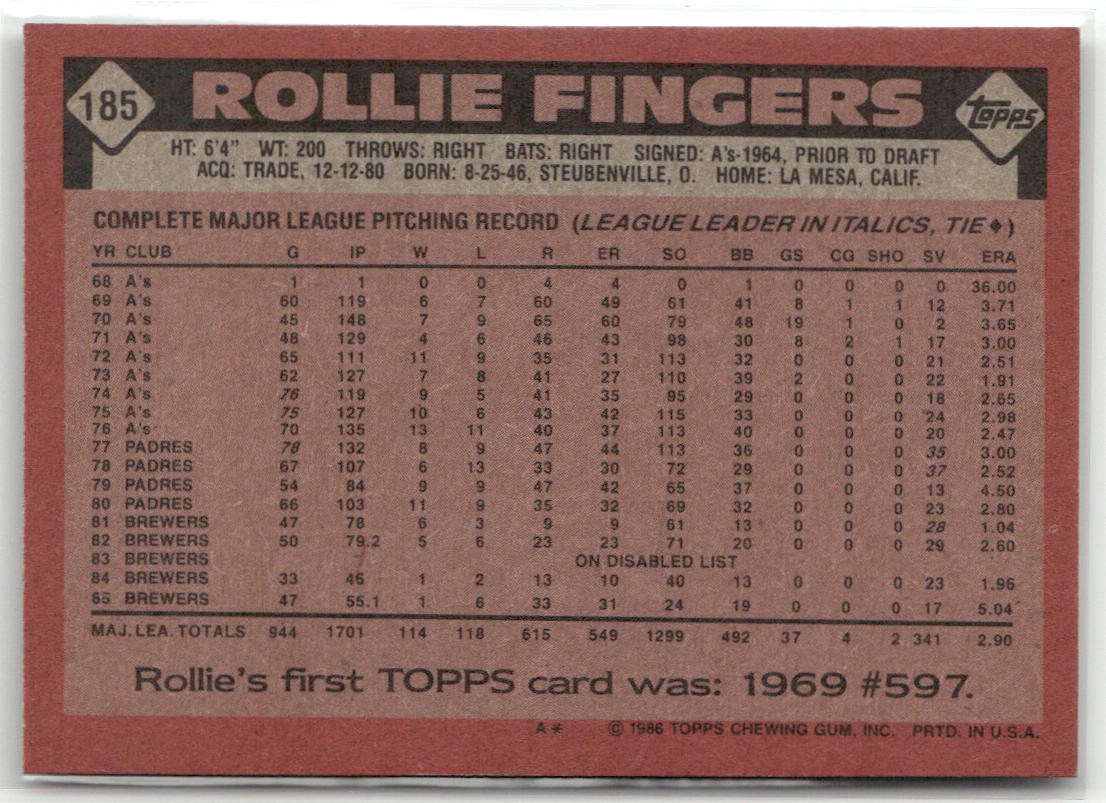 185 ROLLIE FINGERS topps
HT: 6'4" WT: 200 THROWS: RIGHT BATS: RIGHT SIGNED: A's-1964, PRIOR TO DRAFT
ACQ: TRADE, 12-12-80 BORN: 8-25-46, STEUBENVILLE, O. HOME: LA MESA, CALIF.
COMPLETE MAJOR LEAGUE PITCHING RECORD (LEAGUE LEADER IN ITALICS, TIE♦)
YR CLUB G IP W L R ER SO BB GS CG SHO SV ERA
68 A's 1 1 0 0 4 4 0 1 0 0 0 0 36.00
69 A's 60 119 6 7 60 49 61 41 8 1 1 12 3.71
70 A's 45 148 7 9 65 60 79 48 19 1 0 2 3.65
71 A's 48 129 4 6 46 43 98 30 8 2 1 17 3.00
72 A's 65 111 11 9 35 31 113 32 0 0 0 21 2.51
73 A's 62 127 7 8 41 27 110 39 2 0 0 22 1.91
74 A's 76 119 9 5 41 35 95 29 0 0 0 18 2.65
75 A's 75 127 10 6 43 42 115 33 0 0 0 24 2.98
76 A's 70 135 13 11 40 37 113 40 0 0 0 20 2.47
77 PADRES 78 132 8 9 47 44 113 36 0 0 0 35 3.00
78 PADRES 67 107 6 13 33 30 72 29 0 0 0 37 2.52
79 PADRES 54 84 9 9 47 42 65 37 0 0 0 13 4.50
80 PADRES 66 103 11 9 35 32 69 32 0 0 0 23 2.80
81 BREWERS 47 78 6 3 9 9 61 13 0 0 0 28 1.04
82 BREWERS 50 79.2 5 6 23 23 71 20 0 0 0 29 2.60
83 BREWERS ON DISABLED LIST
84 BREWERS 33 46 1 2 13 10 40 13 0 0 0 23 1.96
85 BREWERS 47 55.1 1 6 33 31 24 19 0 0 0 17 5.04
MAJ. LEA. TOTALS 944 1701 114 118 615 549 1299 492 37 4 2 341 2.90
Rollie's first TOPPS card was: 1969 #597.
A* © 1986 TOPPS CHEWING GUM, INC. PRTD. IN U.S.A.